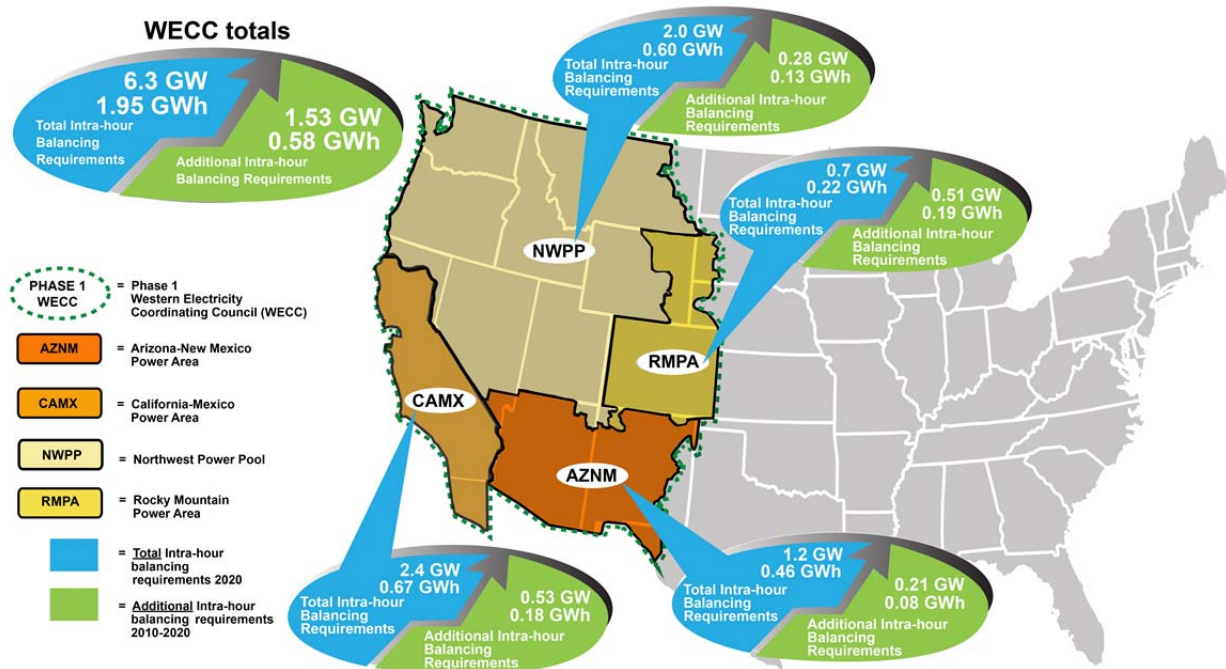 WECC totals
6.3 GW
1.95 GWh
Total Intra-hour
Balancing
Requirements
1.53 GW
0.58 GWh
Additional Intra-hour
Balancing Requirements
2.0 GW
0.60 GWh
Total Intra-hour
Balancing
Requirements
0.28 GW
0.13 GWh
Additional Intra-hour
Balancing
Requirements
0.7 GW
0.22 GWh
Total Intra-hour
Balancing
Requirements
0.51 GW
0.19 GWh
Additional Intra-hour
Balancing
Requirements
NWPP
RMPA
CAMX
AZNM
PHASE 1
WECC
= Phase 1
Western Electricity
Coordinating Council (WECC)
AZNM
= Arizona-New Mexico
Power Area
CAMX
= California-Mexico
Power Area
NWPP
= Northwest Power Pool
RMPA
= Rocky Mountain
Power Area
= Total Intra-hour
balancing
requirements 2020
= Additional Intra-hour
balancing requirements
2010-2020
2.4 GW
0.67 GWh
Total Intra-hour
Balancing
Requirements
0.53 GW
0.18 GWh
Additional Intra-hour
Balancing
Requirements
1.2 GW
0.46 GWh
Total Intra-hour
Balancing
Requirements
0.21 GW
0.08 GWh
Additional Intra-hour
Balancing
Requirements